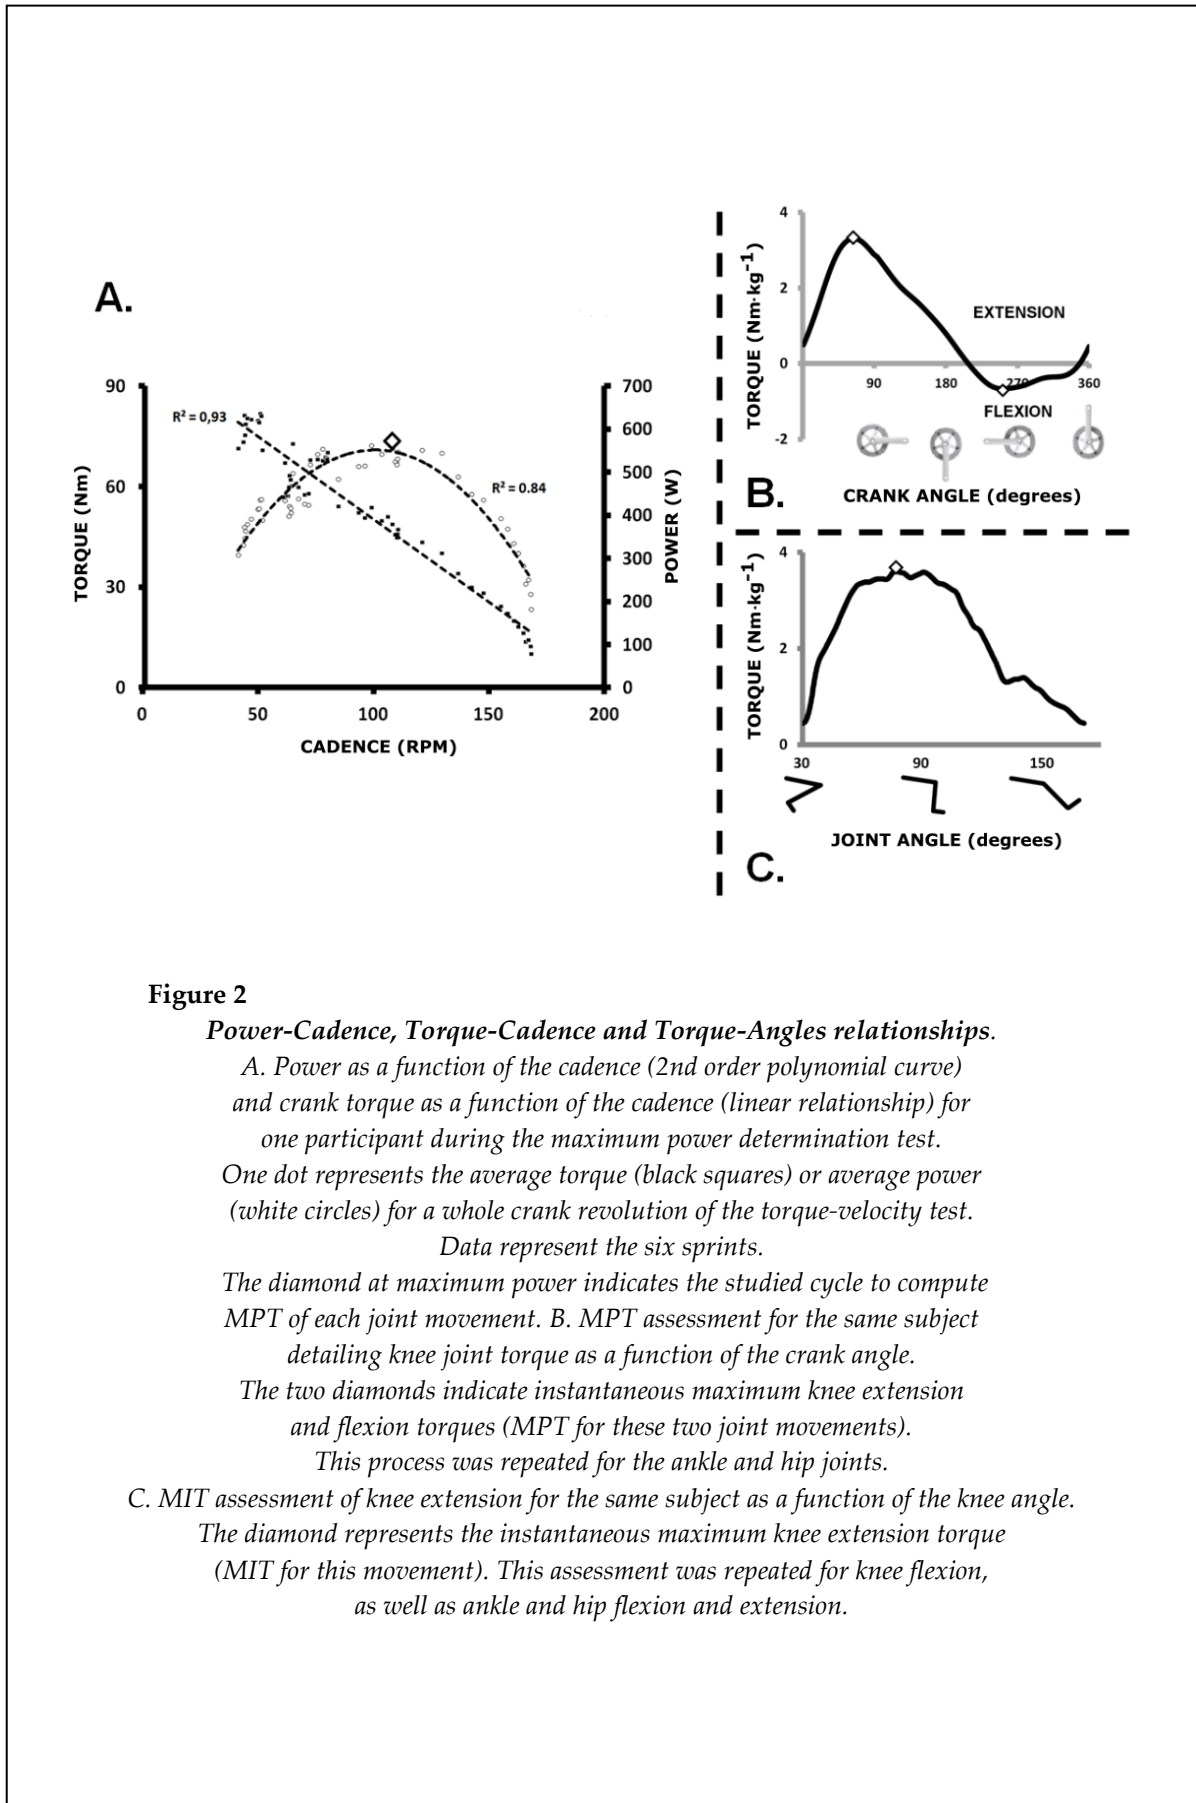 A.
R² = 0,93
R² = 0.84
90
60
30
0
TORQUE (Nm)
700
600
500
400
300
200
100
0
POWER (W)
0 50 100 150 200
CADENCE (RPM)
4
2
0
-2
TORQUE (Nm·kg⁻¹)
EXTENSION
90 180 270 360
FLEXION
B.
CRANK ANGLE (degrees)
4
2
0
TORQUE (Nm·kg⁻¹)
30 90 150
JOINT ANGLE (degrees)
C.
Figure 2
Power-Cadence, Torque-Cadence and Torque-Angles relationships.
A. Power as a function of the cadence (2nd order polynomial curve)
and crank torque as a function of the cadence (linear relationship) for
one participant during the maximum power determination test.
One dot represents the average torque (black squares) or average power
(white circles) for a whole crank revolution of the torque-velocity test.
Data represent the six sprints.
The diamond at maximum power indicates the studied cycle to compute
MPT of each joint movement. B. MPT assessment for the same subject
detailing knee joint torque as a function of the crank angle.
The two diamonds indicate instantaneous maximum knee extension
and flexion torques (MPT for these two joint movements).
This process was repeated for the ankle and hip joints.
C. MIT assessment of knee extension for the same subject as a function of the knee angle.
The diamond represents the instantaneous maximum knee extension torque
(MIT for this movement). This assessment was repeated for knee flexion,
as well as ankle and hip flexion and extension.